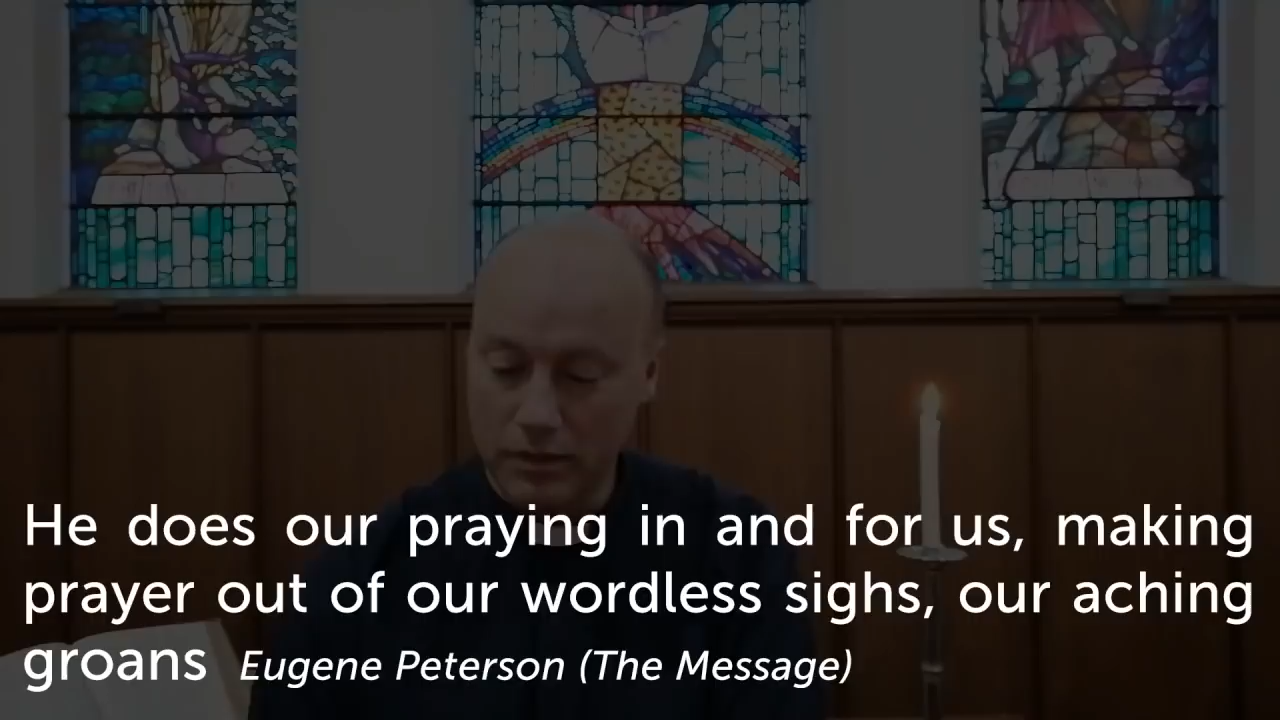 He does our praying in and for us, making
prayer out of our wordless sighs, our aching
groans Eugene Peterson (The Message)